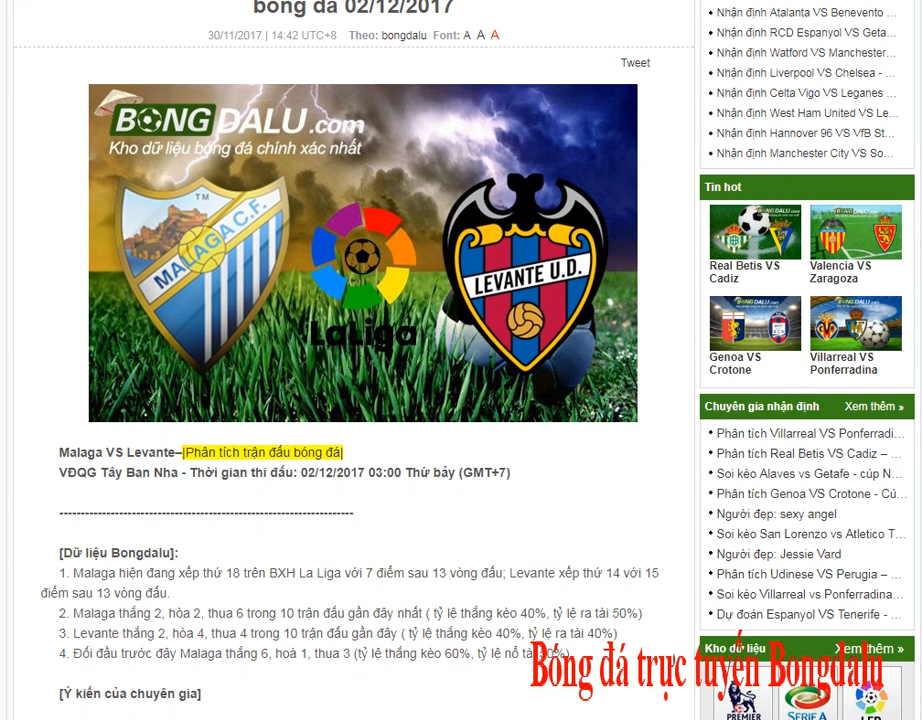 bóng đá 02/12/2017
30/11/2017 | 14:42 UTC+8 Theo: bongdalu Font: A A A
Tweet
BONGDALU.com
Kho dữ liệu bóng đá chính xác nhất
TM
MALAGA C.F.
LaLiga
LEVANTE U.D.
Malaga VS Levante–|Phân tích trận đấu bóng đá|
VĐQG Tây Ban Nha - Thời gian thi đấu: 02/12/2017 03:00 Thứ bảy (GMT+7)
-----------------------------------------------------------------
[Dữ liệu Bongdalu]:
1. Malaga hiện đang xếp thứ 18 trên BXH La Liga với 7 điểm sau 13 vòng đấu; Levante xếp thứ 14 với 15
điểm sau 13 vòng đấu.
2. Malaga thắng 2, hòa 2, thua 6 trong 10 trận đấu gần đây nhất ( tỷ lệ thắng kèo 40%, tỷ lệ ra tài 50%)
3. Levante thắng 2, hòa 4, thua 4 trong 10 trận đấu gần đây ( tỷ lệ thắng kèo 40%, tỷ lệ ra tài 40%)
4. Đối đầu trước đây Malaga thắng 6, hoà 1, thua 3 (tỷ lệ thắng kèo 60%, tỷ lệ nổ tài 30%)
[Ý kiến của chuyên gia]
Nhận định Atalanta VS Benevento ...
Nhận định RCD Espanyol VS Geta...
Nhận định Watford VS Manchester...
Nhận định Liverpool VS Chelsea - ...
Nhận định Celta Vigo VS Leganes ...
Nhận định West Ham United VS Le...
Nhận định Hannover 96 VS VfB St...
Nhận định Manchester City VS So...
Tin hot
Real Betis VS
Cadiz
Valencia VS
Zaragoza
Genoa VS
Crotone
Villarreal VS
Ponferradina
Chuyên gia nhận định Xem thêm »
Phân tích Villarreal VS Ponferradi...
Phân tích Real Betis VS Cadiz – ...
Soi kèo Alaves vs Getafe - cúp N...
Phân tích Genoa VS Crotone - Cú...
Người đẹp: sexy angel
Soi kèo San Lorenzo vs Atletico T...
Người đẹp: Jessie Vard
Phân tích Udinese VS Perugia – ...
Soi kèo Villarreal vs Ponferradina...
Dự đoán Espanyol VS Tenerife - ...
Kho dữ liệu Xem thêm »
Bóng đá trực tuyến Bongdalu
PREMIER
SERIE A
LFP